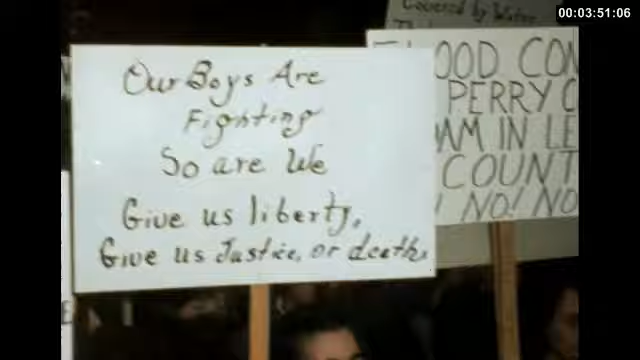 Covered by Water
00:03:51:06
Our Boys Are
Fighting
So are We
Give us liberty,
Give us Justice, or death.
OOD CON
PERRY C
AM IN LE
COUNT
! NO! NO